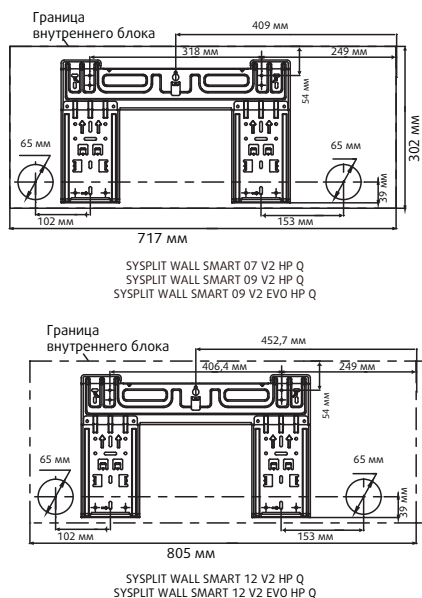 Граница
внутреннего блока
409 мм
318 мм
249 мм
54 мм
302 мм
65 мм
65 мм
39 мм
102 мм
153 мм
717 мм
SYSPLIT WALL SMART 07 V2 HP Q
SYSPLIT WALL SMART 09 V2 HP Q
SYSPLIT WALL SMART 09 V2 EVO HP Q
Граница
внутреннего блока
452,7 мм
406,4 мм
249 мм
54 мм
65 мм
65 мм
39 мм
102 мм
153 мм
805 мм
SYSPLIT WALL SMART 12 V2 HP Q
SYSPLIT WALL SMART 12 V2 EVO HP Q